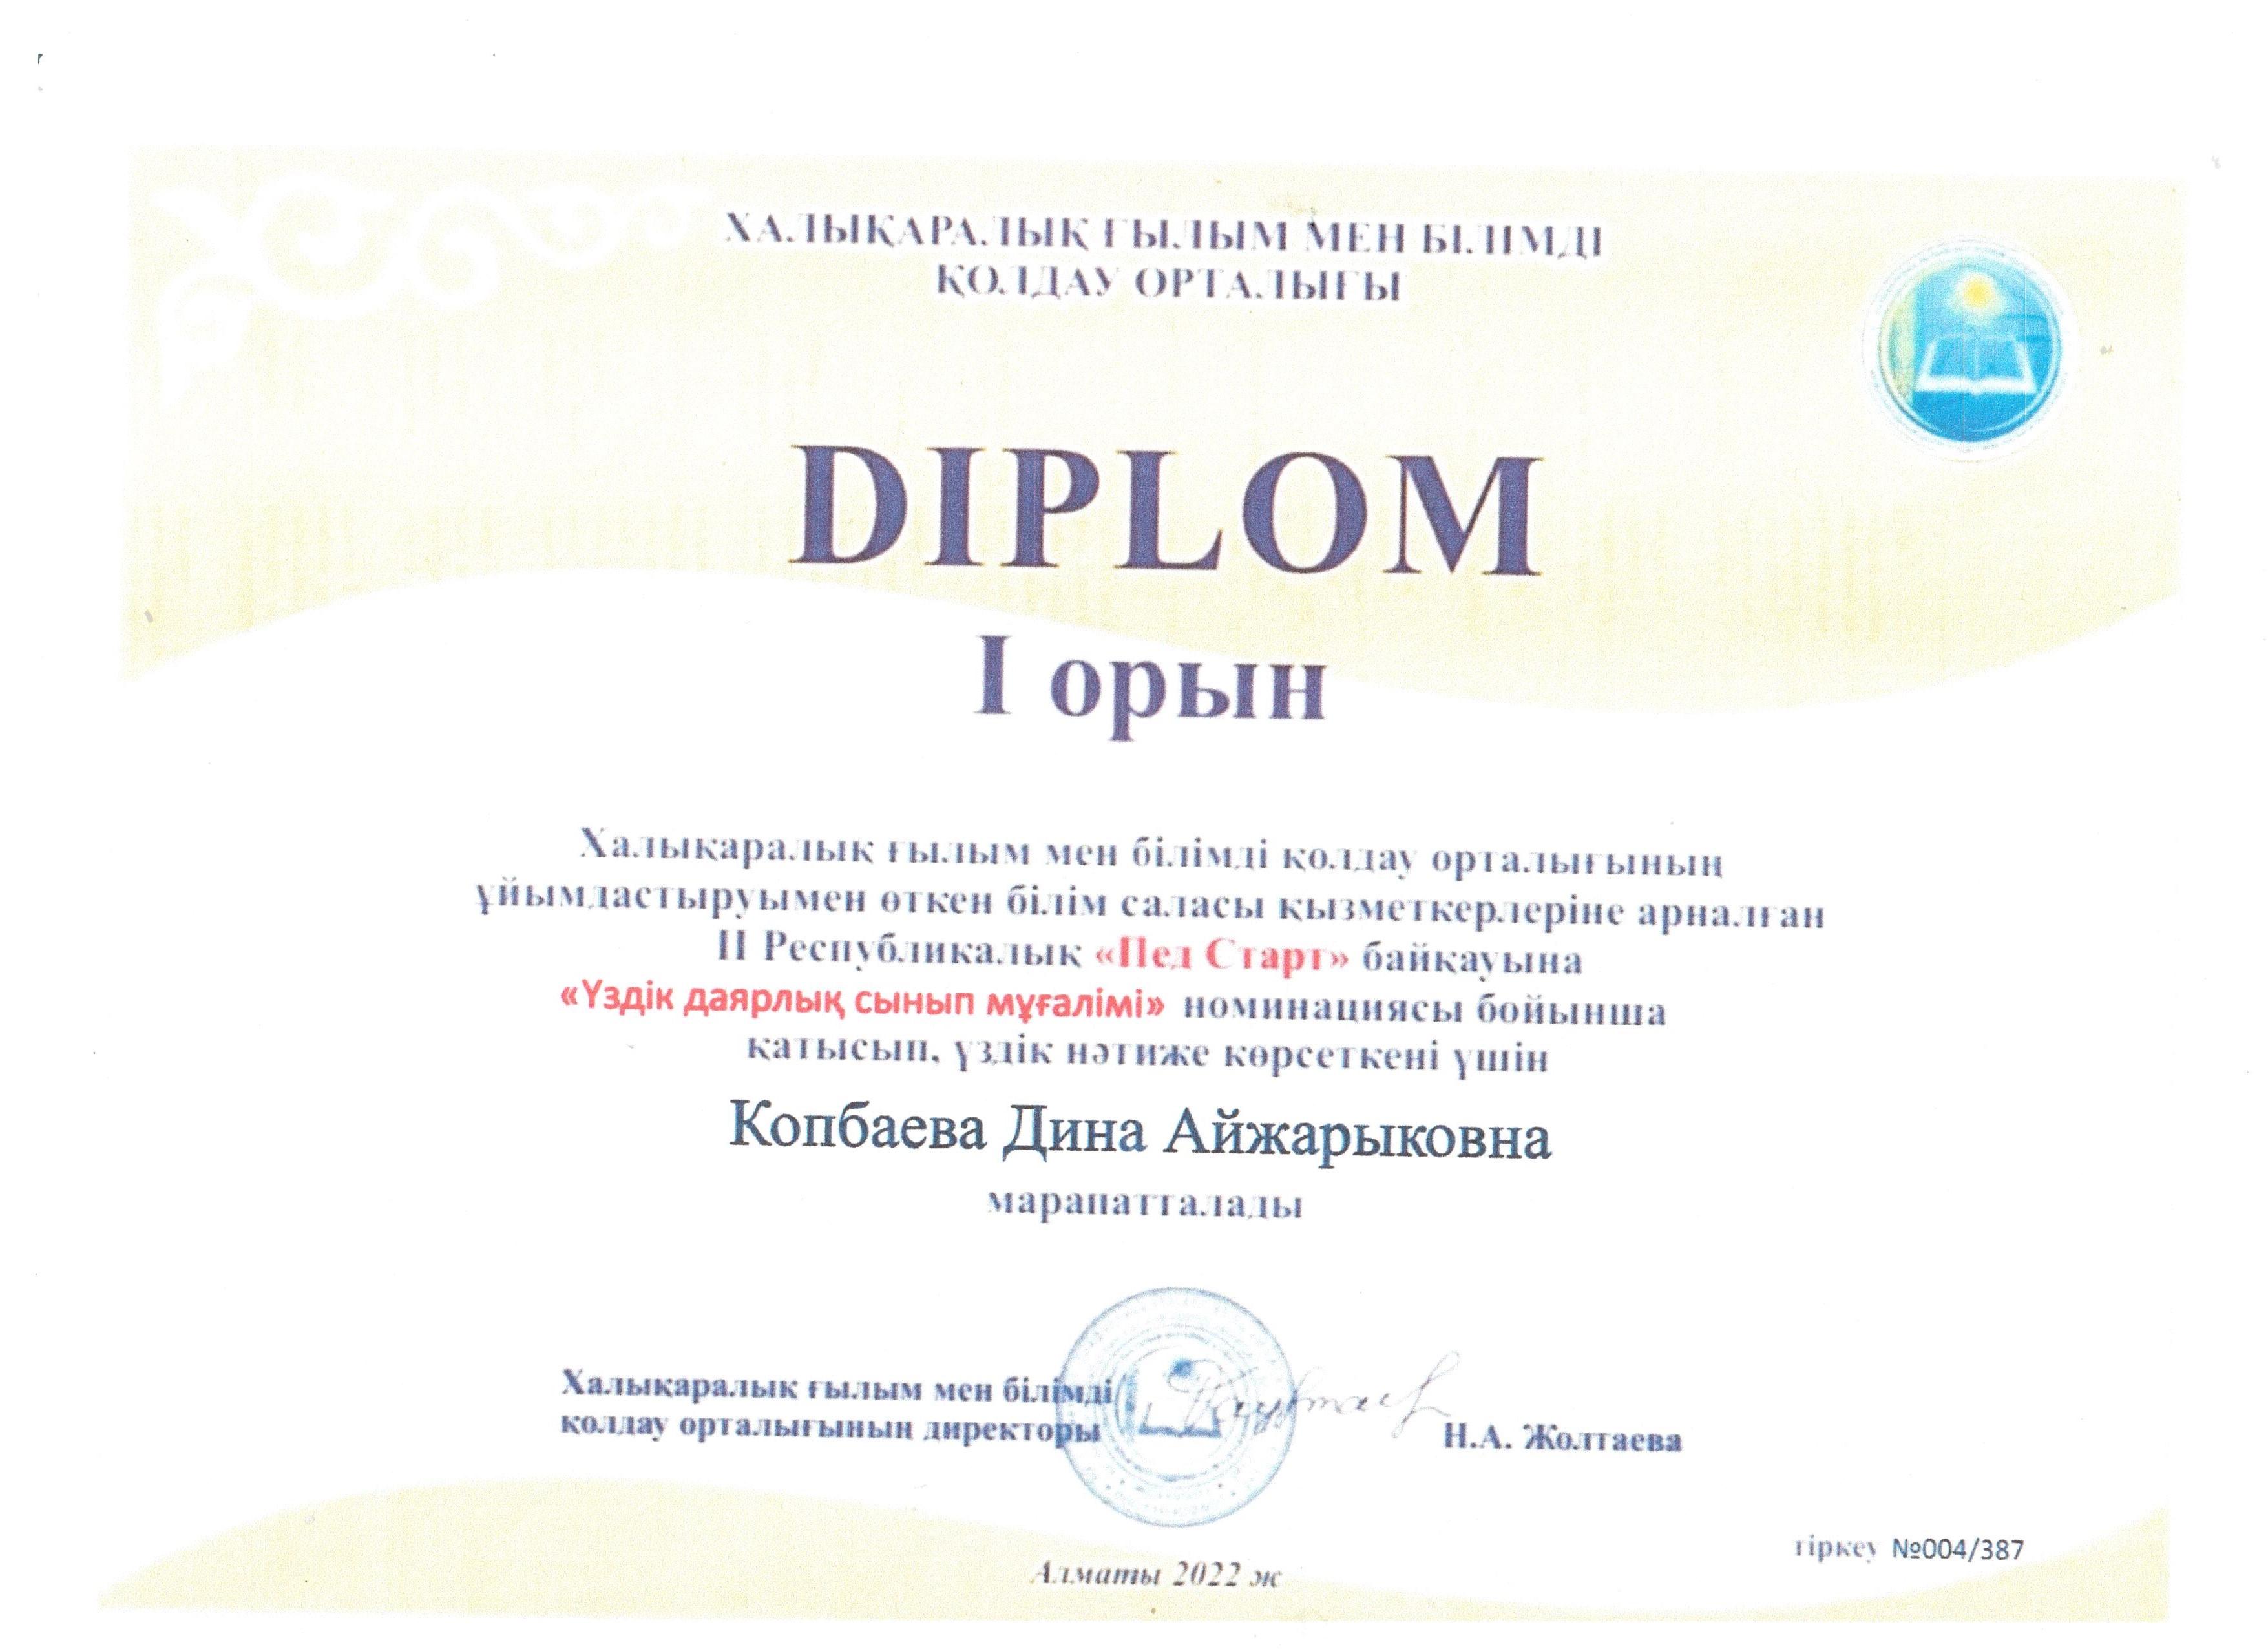 ХАЛЫҚАРАЛЫҚ ҒЫЛЫМ МЕН БІЛІМДІ
ҚОЛДАУ ОРТАЛЫҒЫ
DIPLOM
І орын
Халықаралық ғылым мен білімді қолдау орталығының
ұйымдастыруымен өткен білім саласы қызметкерлеріне арналған
ІІ Республикалық «Пед Старт» байқауына
«Үздік даярлық сынып мұғалімі» номинациясы бойынша
қатысып, үздік нәтиже көрсеткені үшін
Копбаева Дина Айжарыковна
марапатталады
Халықаралық ғылым мен білімді
қолдау орталығының директоры
Н.А. Жолтаева
тіркеу №004/387
Алматы 2022 ж